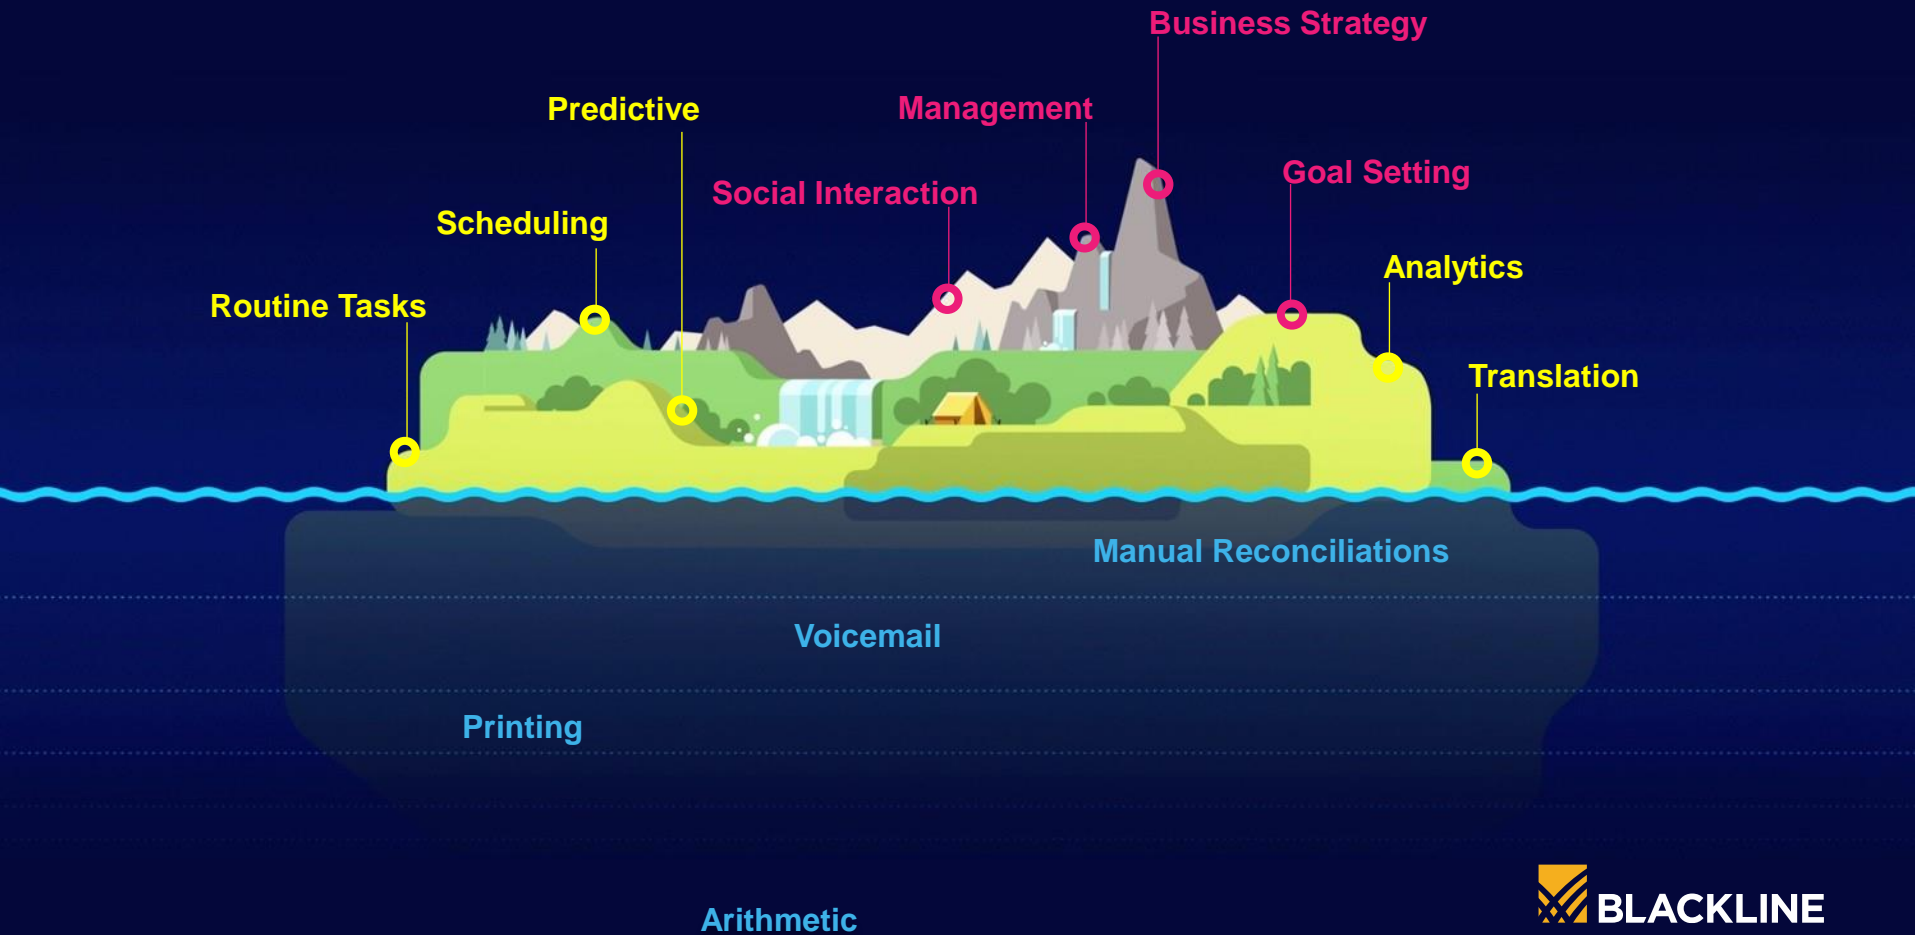 Business Strategy
Predictive
Management
Goal Setting
Social Interaction
Scheduling
Analytics
Routine Tasks
Translation
Manual Reconciliations
Voicemail
Printing
Arithmetic
BLACKLINE